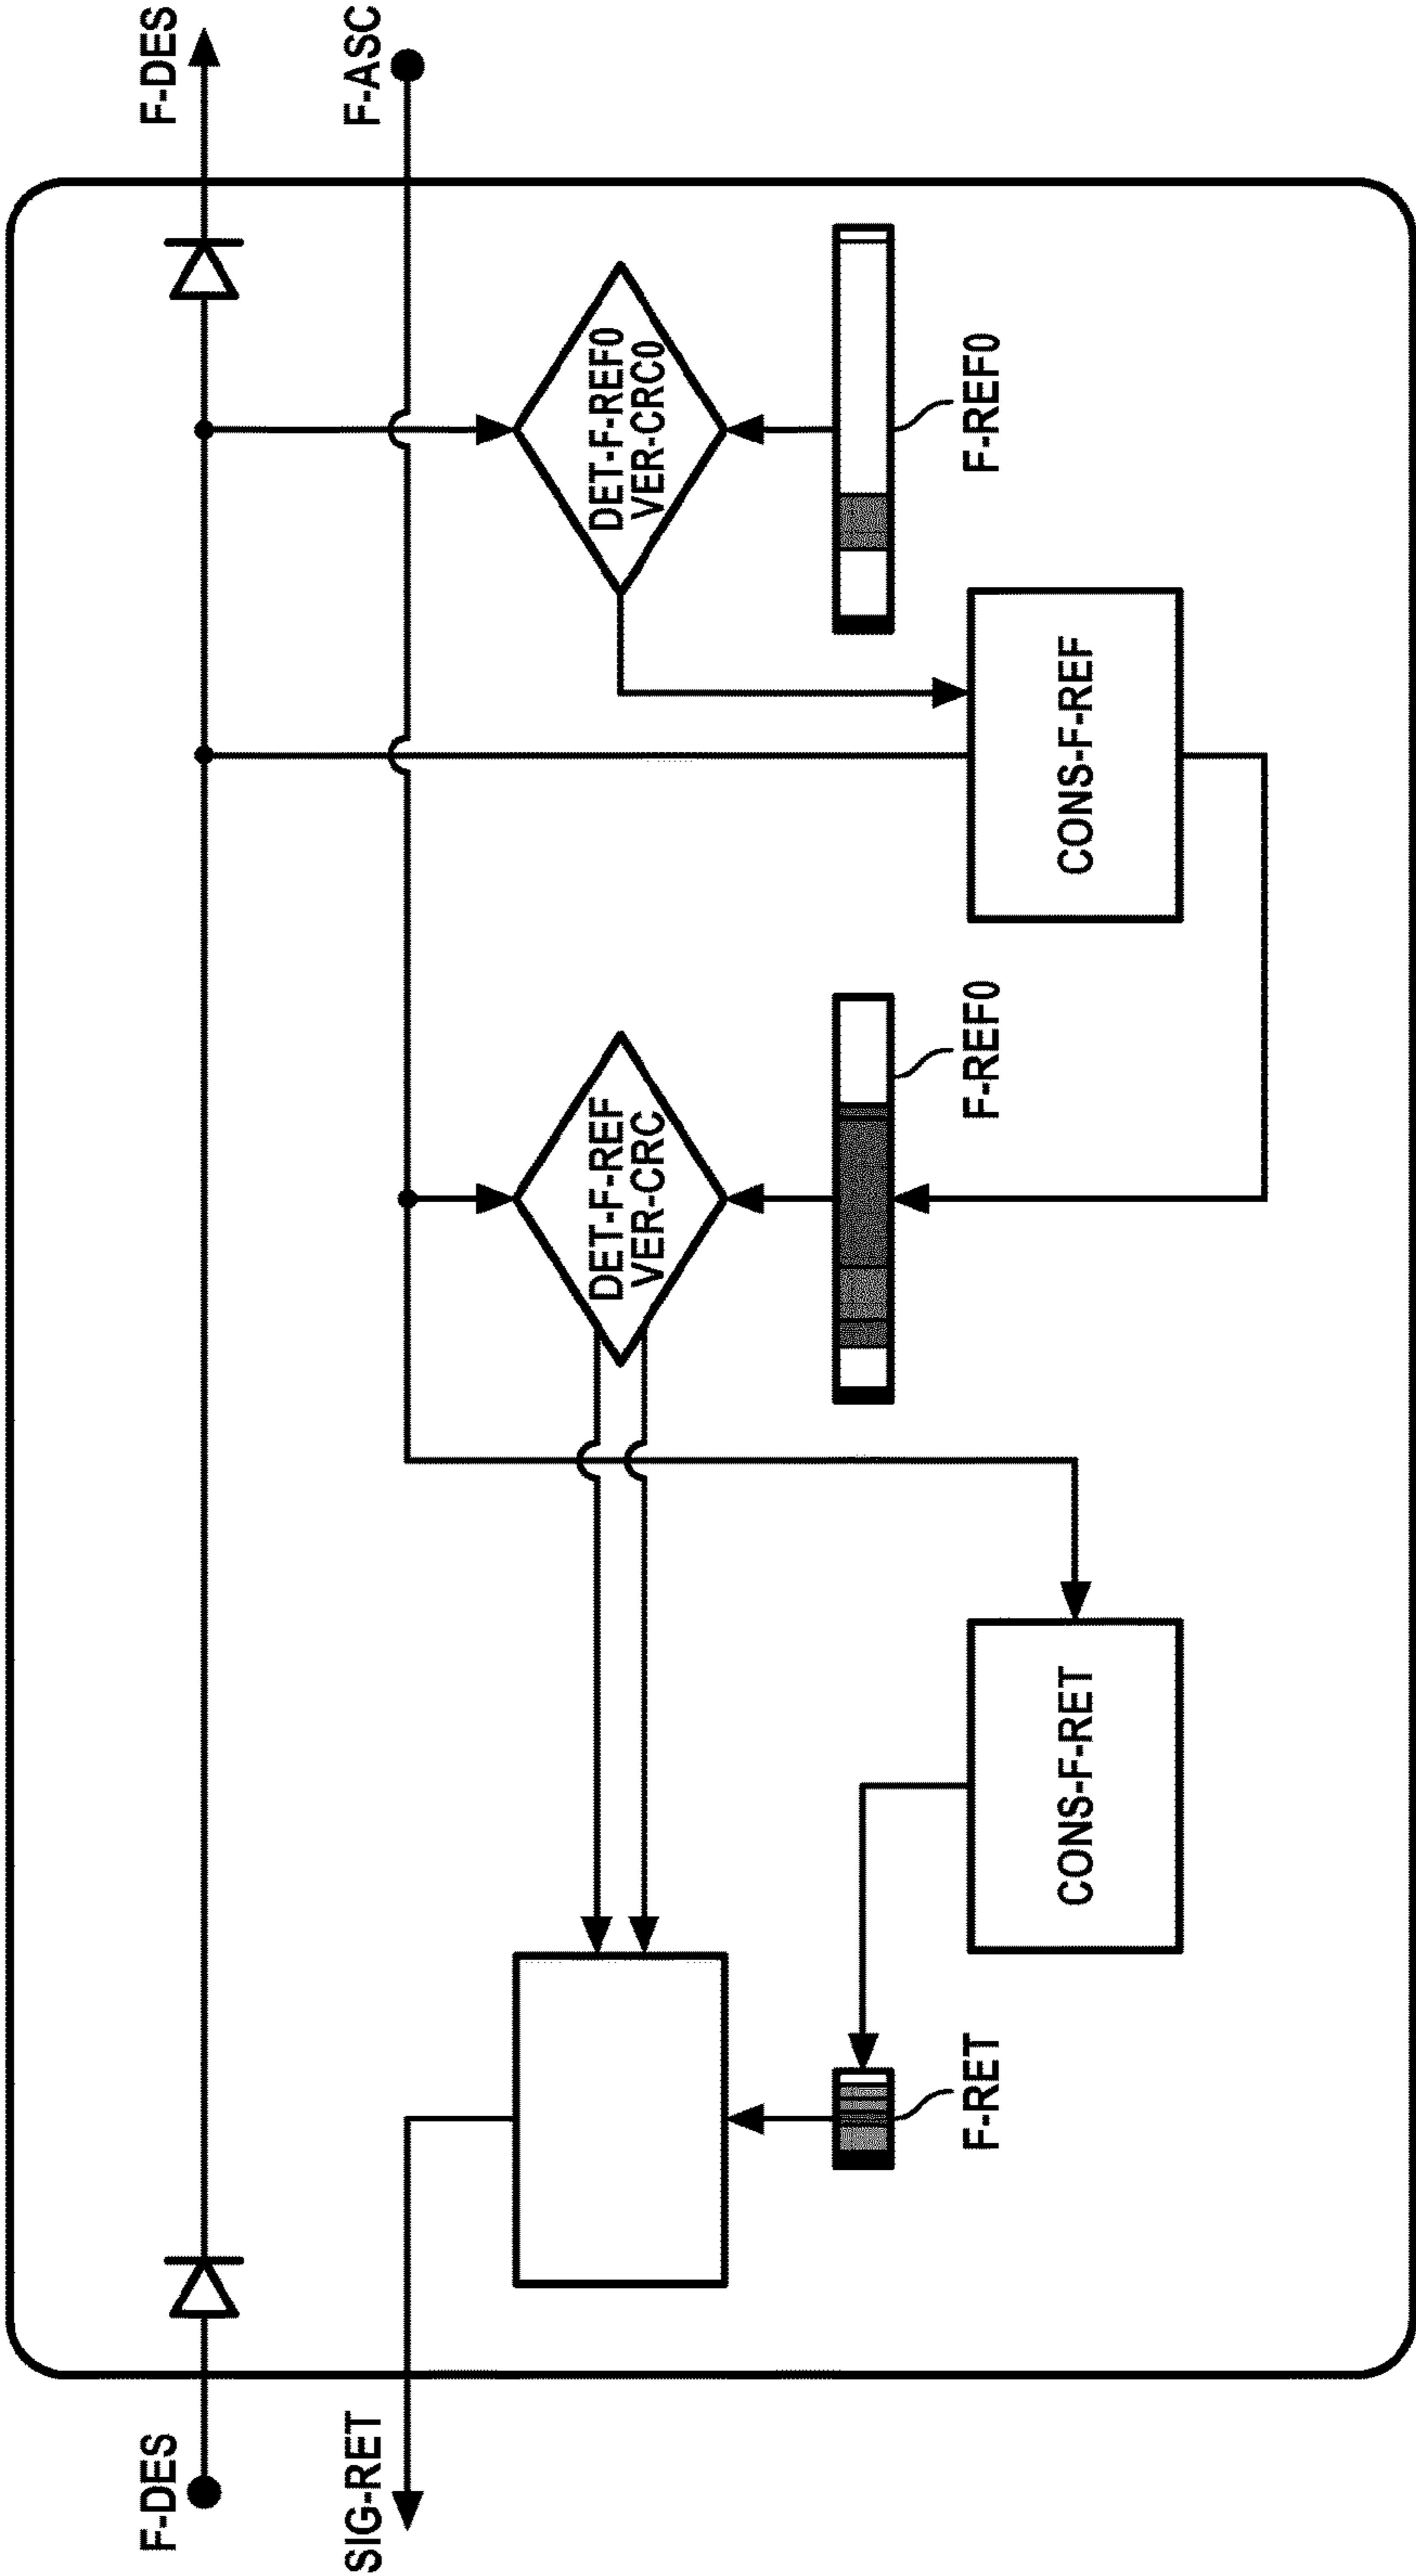 F-DES
F-DES
SIG-RET
F-ASC
DET-F-REF
VER-CRC
DET-F-REF0
VER-CRC0
F-RET
F-REF0
F-REF0
CONS-F-RET
CONS-F-REF